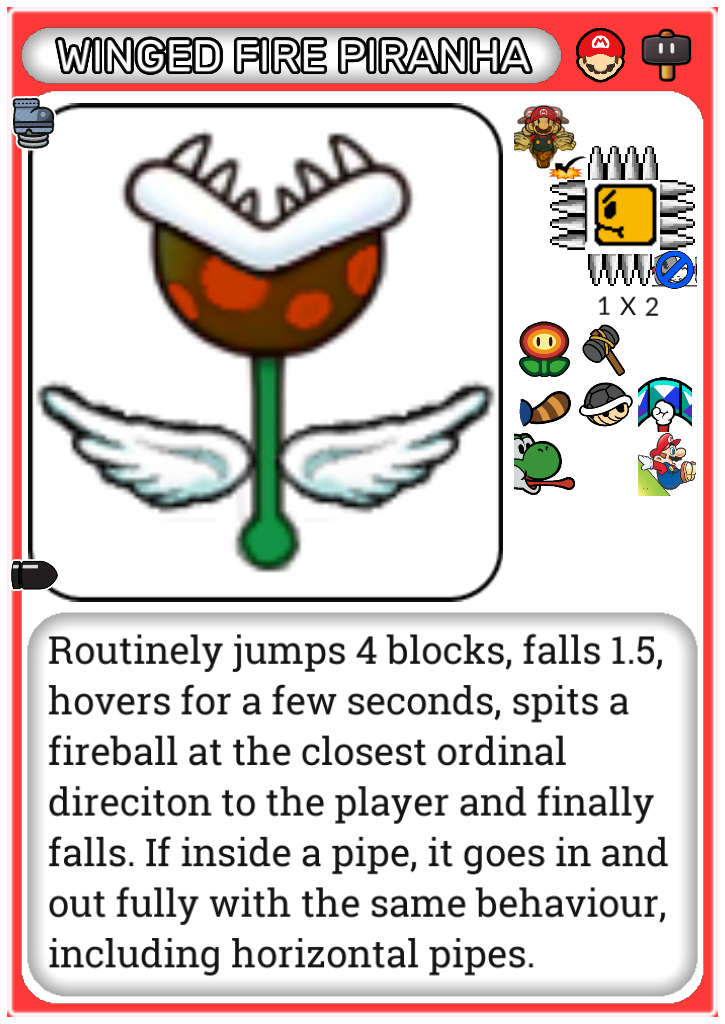 WINGED FIRE PIRANHA
1 X 2
Routinely jumps 4 blocks, falls 1.5,
hovers for a few seconds, spits a
fireball at the closest ordinal
direciton to the player and finally
falls. If inside a pipe, it goes in and
out fully with the same behaviour,
including horizontal pipes.